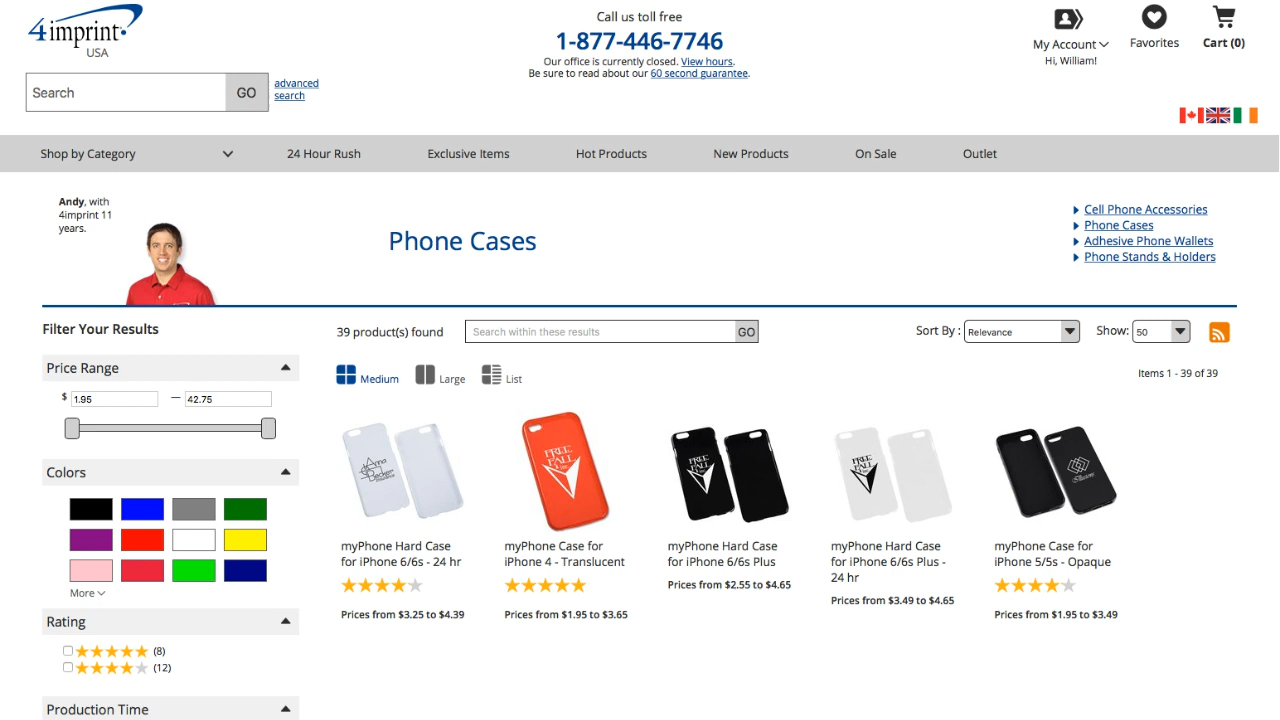 4imprint
USA
Call us toll free
1-877-446-7746
Our office is currently closed. View hours.
Be sure to read about our 60 second guarantee.
My Account
Hi, William!
Favorites
Cart (0)
Search
GO
advanced
search
Shop by Category
24 Hour Rush
Exclusive Items
Hot Products
New Products
On Sale
Outlet
Andy, with
4imprint 11
years.
Phone Cases
Cell Phone Accessories
Phone Cases
Adhesive Phone Wallets
Phone Stands & Holders
Filter Your Results
Price Range
$ 1.95 — 42.75
Colors
More
Rating
(8)
(12)
Production Time
39 product(s) found
Search within these results
GO
Sort By : Relevance
Show: 50
Medium
Large
List
Items 1 - 39 of 39
myPhone Hard Case
for iPhone 6/6s - 24 hr
Prices from $3.25 to $4.39
FREE
FALL
myPhone Case for
iPhone 4 - Translucent
Prices from $1.95 to $3.65
FREE
FALL
myPhone Hard Case
for iPhone 6/6s Plus
Prices from $2.55 to $4.65
FREE
FALL
myPhone Hard Case
for iPhone 6/6s Plus -
24 hr
Prices from $3.49 to $4.65
myPhone Case for
iPhone 5/5s - Opaque
Prices from $1.95 to $3.49